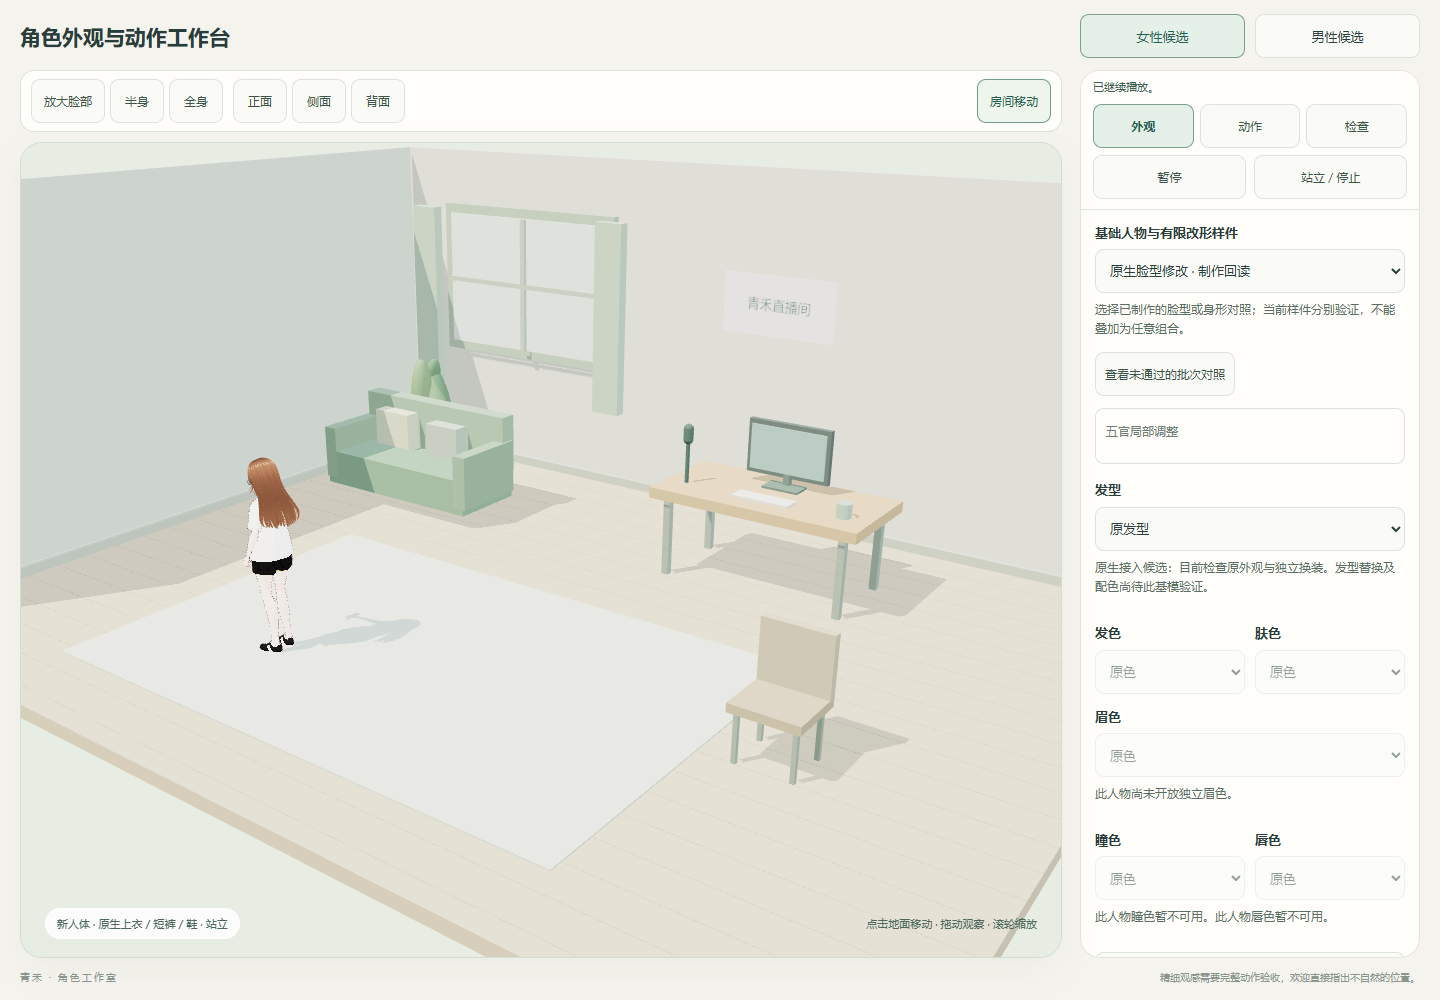 角色外观与动作工作台
女性候选
男性候选
放大脸部
半身
全身
正面
侧面
背面
房间移动
已继续播放。
外观
动作
检查
暂停
站立 / 停止
基础人物与有限改形样件
原生脸型修改 · 制作回读
选择已制作的脸型或身形对照；当前样件分别验证，不能
叠加为任意组合。
查看未通过的批次对照
五官局部调整
发型
原发型
原生接入候选：目前检查原外观与独立换装。发型替换及
配色尚待此基模验证。
发色
肤色
原色
原色
眉色
原色
此人物尚未开放独立眉色。
瞳色
唇色
原色
原色
此人物瞳色暂不可用。此人物唇色暂不可用。
青禾直播间
新人体 · 原生上衣 / 短裤 / 鞋 · 站立
点击地面移动 · 拖动观察 · 滚轮缩放
青禾 · 角色工作室
精细观感需要完整动作验收，欢迎直接指出不自然的位置。